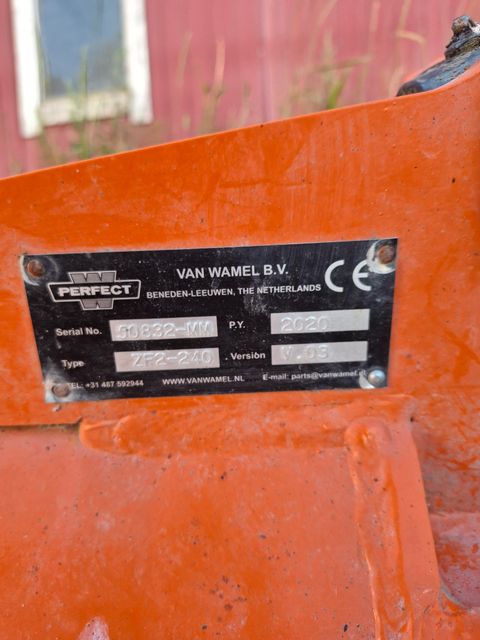 W
PERFECT
VAN WAMEL B.V.
BENEDEN-LEEUWEN, THE NETHERLANDS
CE
Serial No. 50832-MM P.Y. 2020
Type ZF2-240 Version V.03
TEL: +31 487 592944 WWW.VANWAMEL.NL E-mail: parts@vanwamel.nl